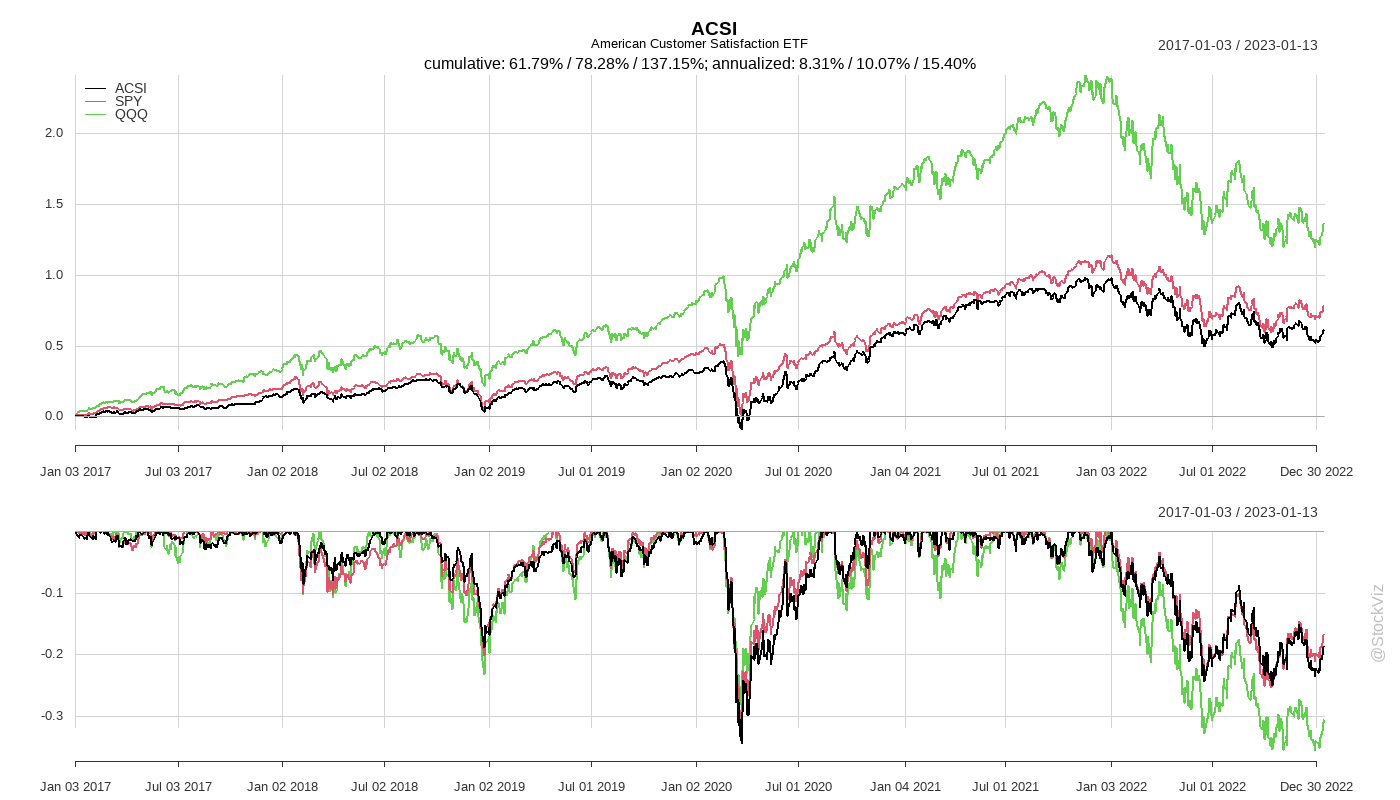 ACSI
American Customer Satisfaction ETF
2017-01-03 / 2023-01-13
cumulative: 61.79% / 78.28% / 137.15%; annualized: 8.31% / 10.07% / 15.40%
ACSI
SPY
QQQ
2.0
1.5
1.0
0.5
0.0
Jan 03 2017 Jul 03 2017 Jan 02 2018 Jul 02 2018 Jan 02 2019 Jul 01 2019 Jan 02 2020 Jul 01 2020 Jan 04 2021 Jul 01 2021 Jan 03 2022 Jul 01 2022 Dec 30 2022
2017-01-03 / 2023-01-13
-0.1
-0.2
-0.3
Jan 03 2017 Jul 03 2017 Jan 02 2018 Jul 02 2018 Jan 02 2019 Jul 01 2019 Jan 02 2020 Jul 01 2020 Jan 04 2021 Jul 01 2021 Jan 03 2022 Jul 01 2022 Dec 30 2022
@StockViz